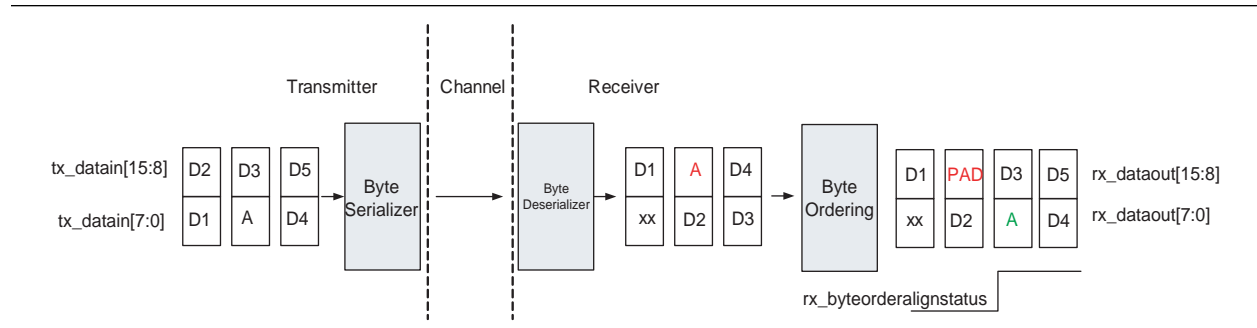 Transmitter Channel Receiver
tx_datain[15:8] D2 D3 D5 D1 A D4 D1 PAD D3 D5 rx_dataout[15:8]
Byte Serializer
Byte Deserializer
Byte Ordering
tx_datain[7:0] D1 A D4 xx D2 D3 xx D2 A D4 rx_dataout[7:0]
rx_byteorderalignstatus